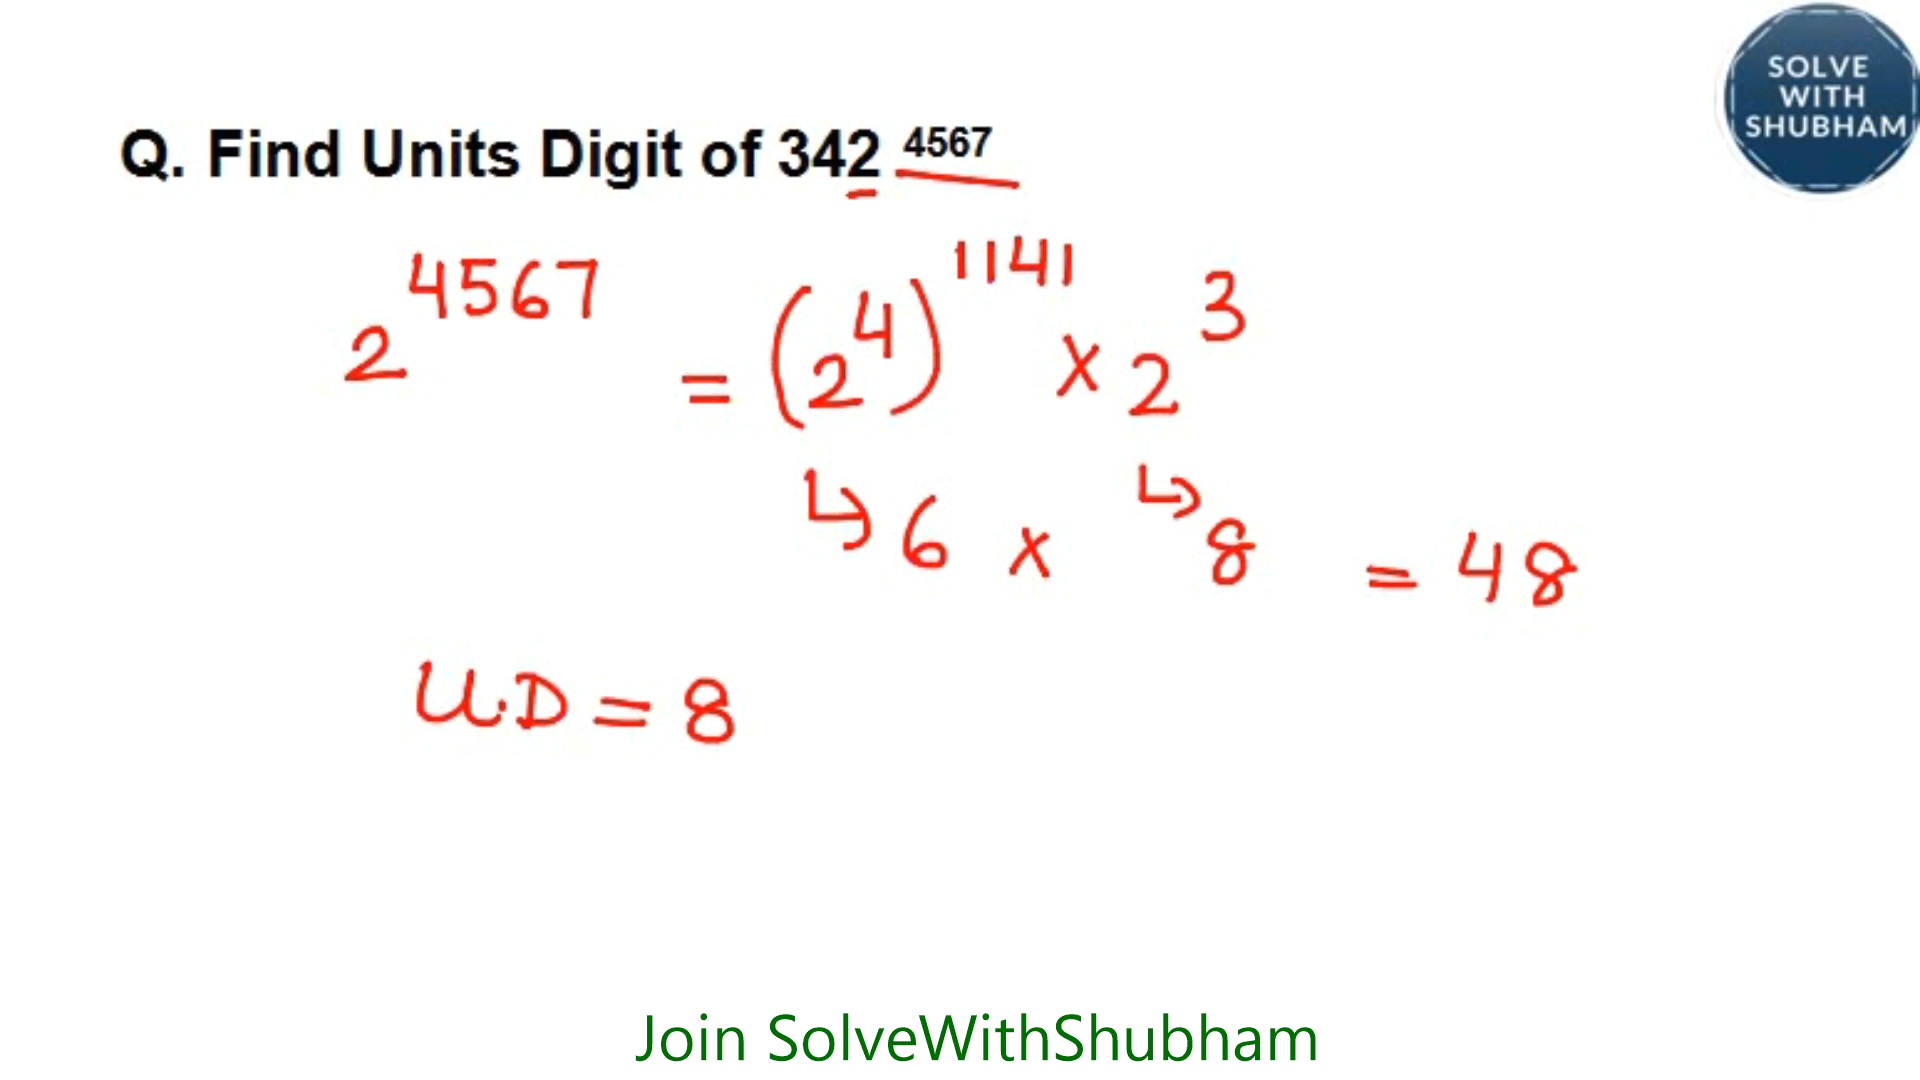 SOLVE
WITH
SHUBHAM
Q. Find Units Digit of 342 4567
2^4567 = (2^4)^1141 x 2^3
↳ 6 x ↳ 8 = 48
U.D = 8
Join SolveWithShubham